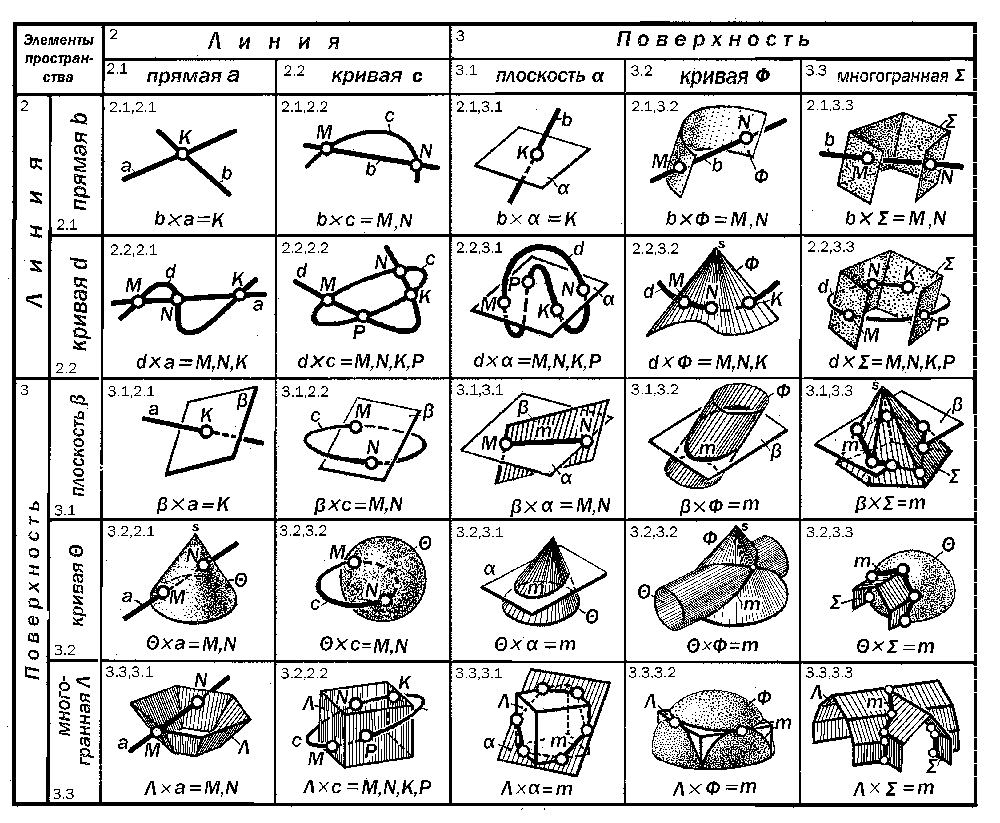 Элементы
простран-
ства
2
Линия
3
Поверхность
2.1 прямая a
2.2 кривая c
3.1 плоскость α
3.2 кривая Φ
3.3 многогранная Σ
2
Линия
прямая b
2.1
2.1,2.1
K
a
b
b×a=K
2.1,2.2
c
M
N
b
b×c=M,N
2.1,3.1
b
K
α
b×α=K
2.1,3.2
N
M
b
Φ
b×Φ=M,N
2.1,3.3
Σ
b
M
N
b×Σ=M,N
кривая d
2.2
2.2,2.1
d
M
K
N
a
d×a=M,N,K
2.2,2.2
N
c
d
M
K
P
d×c=M,N,K,P
2.2,3.1
d
P
N
M
K
α
d×α=M,N,K,P
2.2,3.2
s
Φ
M
d
N
K
d×Φ=M,N,K
2.2,3.3
Σ
N
K
d
M
P
d×Σ=M,N,K,P
3
Поверхность
плоскость β
3.1
3.1,2.1
a
K
β
β×a=K
3.1,2.2
M
β
c
N
β×c=M,N
3.1,3.1
β
m
N
M
α
β×α=M,N
3.1,3.2
Φ
m
β
β×Φ=m
3.1,3.3
s
β
m
Σ
β×Σ=m
кривая Θ
3.2
3.2,2.1
s
N
Θ
a
M
Θ×a=M,N
3.2,3.2
Θ
M
N
c
Θ×c=M,N
3.2,3.1
α
m
Θ
Θ×α=m
3.2,3.2
s
Φ
Θ
m
Θ×Φ=m
3.2,3.3
Θ
m
Σ
Θ×Σ=m
много-
гранная Λ
3.3
3.3,3.1
N
a
M
Λ
Λ×a=M,N
3.2,2.2
K
Λ
N
c
M
P
Λ×c=M,N,K,P
3.3,3.1
Λ
α
m
Λ×α=m
3.3,3.2
Λ
Φ
m
Λ×Φ=m
3.3,3.3
Λ
m
Σ
Λ×Σ=m